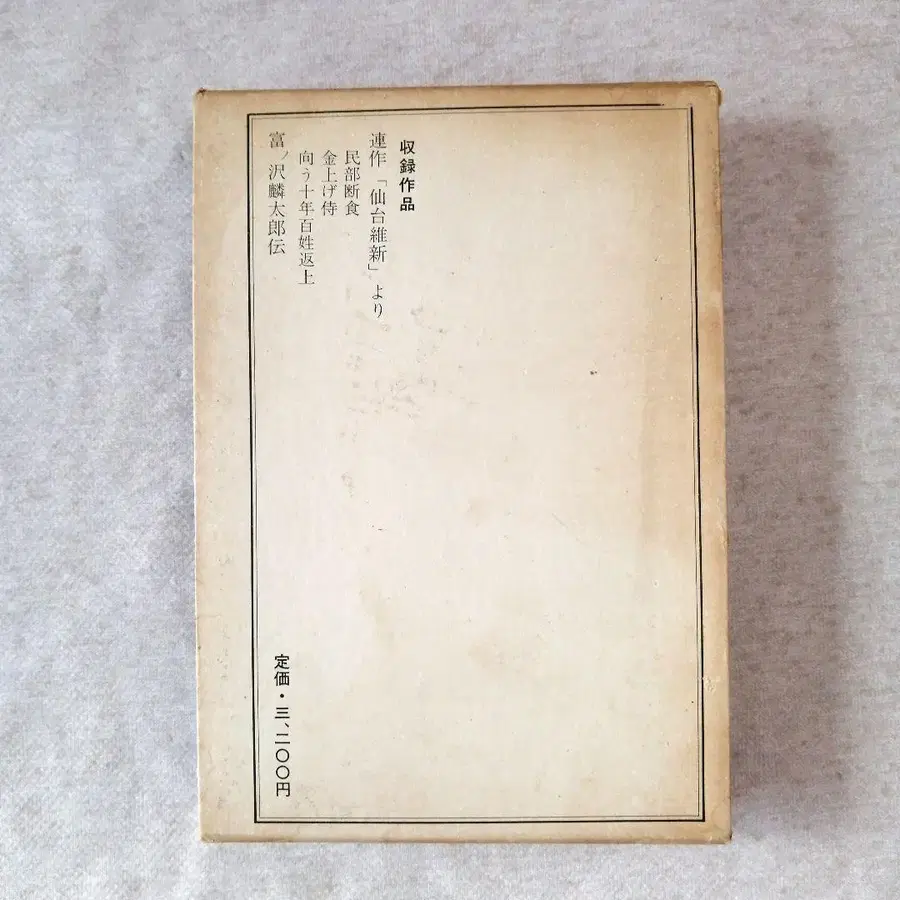 収録作品
連作「仙台維新」より
民部断食
金上げ侍
向う十年百姓返上
富ノ沢麟太郎伝
定価・三、二〇〇円